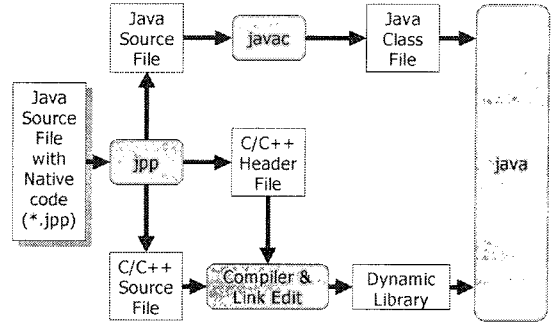 Java
Source
File
javac
Java
Class
File
Java
Source
File
with
Native
code
(*.jpp)
jpp
C/C++
Header
File
java
C/C++
Source
File
Compiler &
Link Edit
Dynamic
Library